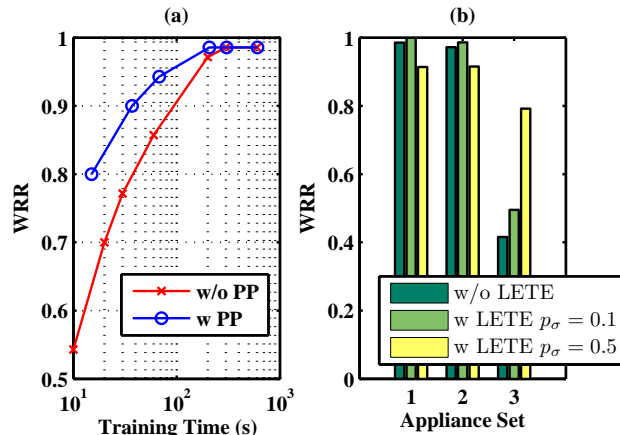 (a)
1
0.9
0.8
0.7
0.6
0.5
WRR
10^1
10^2
10^3
Training Time (s)
w/o PP
w PP
(b)
1
0.8
0.6
0.4
0.2
0
WRR
1 2 3
Appliance Set
w/o LETE
w LETE p_σ = 0.1
w LETE p_σ = 0.5